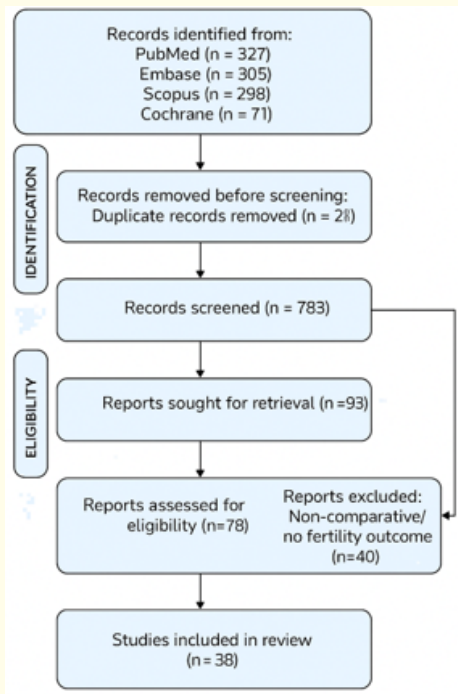 Records identified from:
PubMed (n = 327)
Embase (n = 305)
Scopus (n = 298)
Cochrane (n = 71)
IDENTIFICATION
Records removed before screening:
Duplicate records removed (n =
Records screened (n = 783)
ELIGIBILITY
Reports sought for retrieval (n =93)
Reports assessed for
eligibility (n=78)
Reports excluded:
Non-comparative/
no fertility outcome
(n=40)
Studies included in review
(n= 38)